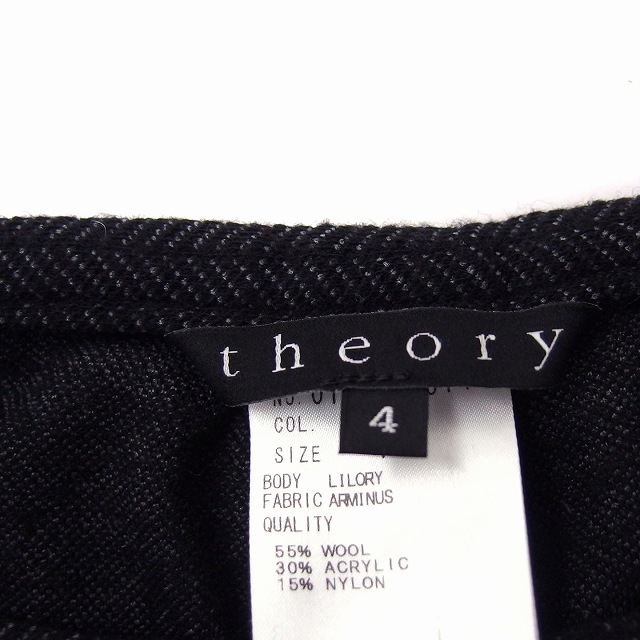 theory
4
COL.
SIZE
BODY LILORY
FABRIC ARMINUS
QUALITY
55% WOOL
30% ACRYLIC
15% NYLON